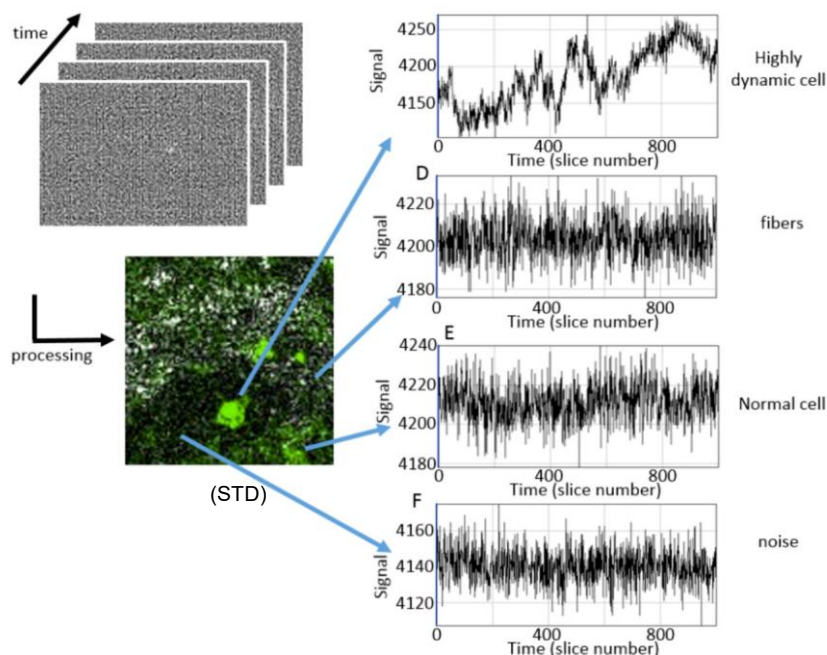 time
processing
(STD)
Signal
4250
4200
4150
0
400
800
Time (slice number)
Highly
dynamic cell
D
Signal
4220
4200
4180
0
400
800
Time (slice number)
fibers
E
Signal
4240
4220
4200
4180
0
400
800
Time (slice number)
Normal cell
F
Signal
4160
4140
4120
0
400
800
Time (slice number)
noise